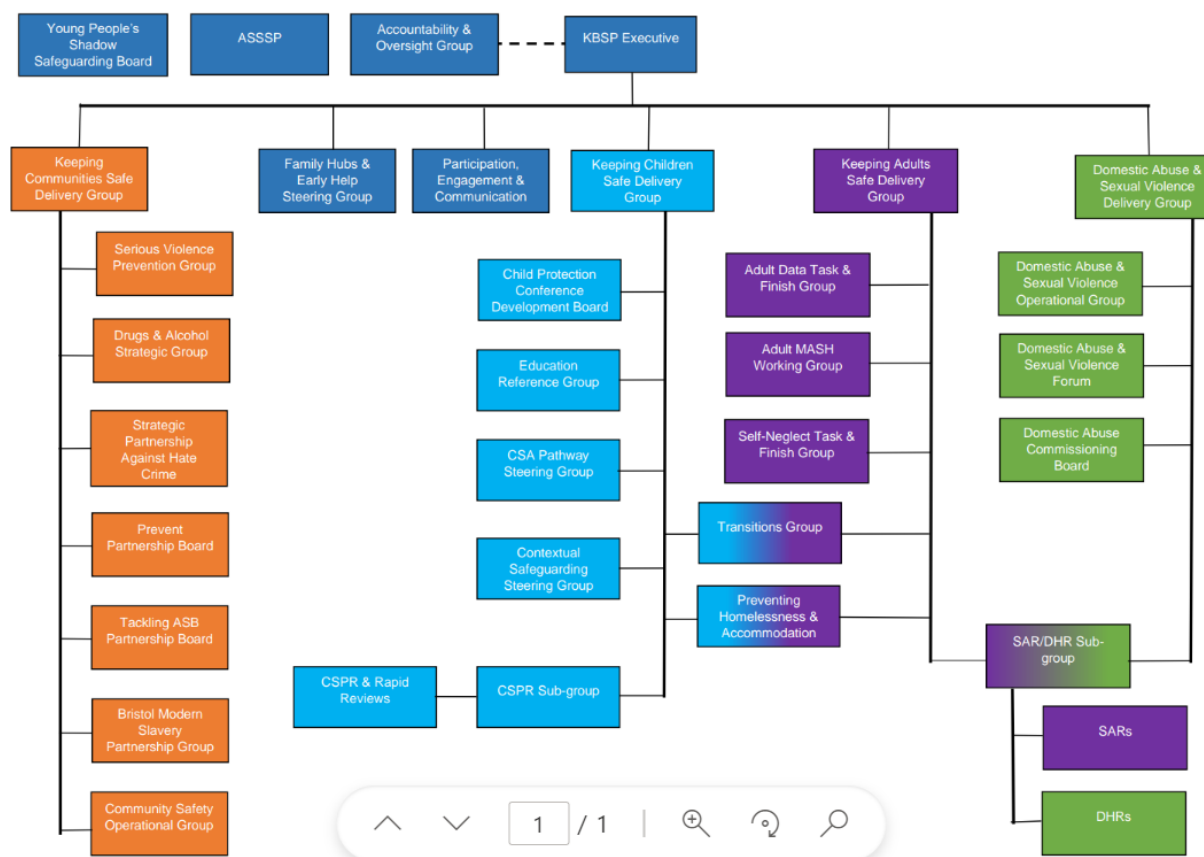 Young People's
Shadow
Safeguarding Board
ASSSP
Accountability &
Oversight Group
KBSP Executive
Keeping
Communities Safe
Delivery Group
Family Hubs &
Early Help
Steering Group
Participation,
Engagement &
Communication
Keeping Children
Safe Delivery
Group
Keeping Adults
Safe Delivery
Group
Domestic Abuse &
Sexual Violence
Delivery Group
Serious Violence
Prevention Group
Drugs & Alcohol
Strategic Group
Strategic
Partnership
Against Hate
Crime
Prevent
Partnership Board
Tackling ASB
Partnership Board
Bristol Modern
Slavery
Partnership Group
Community Safety
Operational Group
Child Protection
Conference
Development Board
Education
Reference Group
CSA Pathway
Steering Group
Contextual
Safeguarding
Steering Group
CSPR & Rapid
Reviews
CSPR Sub-group
Adult Data Task &
Finish Group
Adult MASH
Working Group
Self-Neglect Task &
Finish Group
Transitions Group
Preventing
Homelessness &
Accommodation
Domestic Abuse &
Sexual Violence
Operational Group
Domestic Abuse &
Sexual Violence
Forum
Domestic Abuse
Commissioning
Board
SAR/DHR Sub-
group
SARs
DHRs
1 / 1